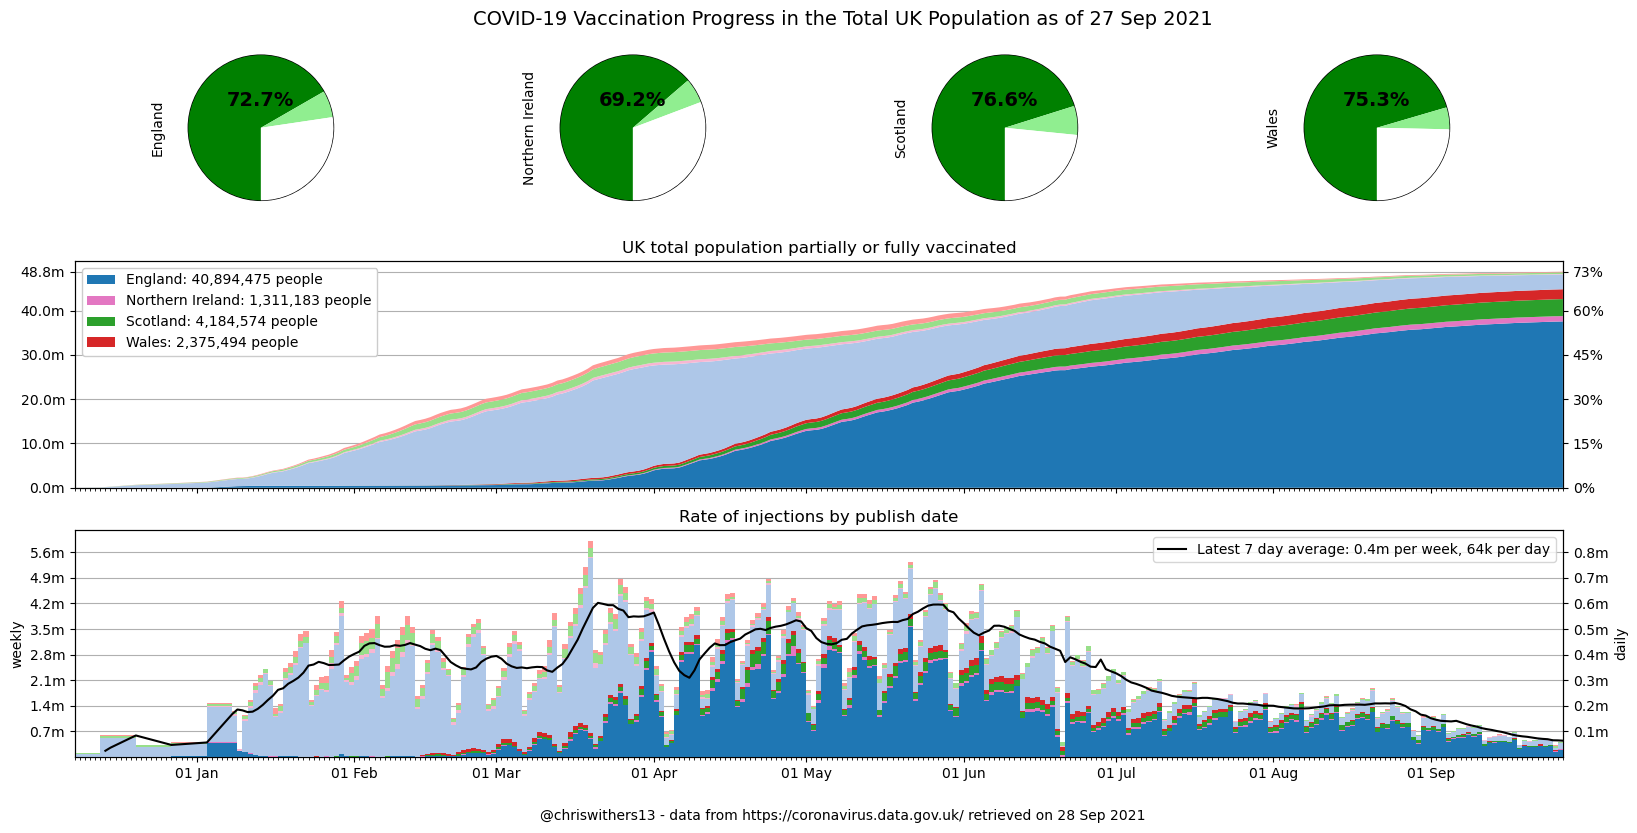 COVID-19 Vaccination Progress in the Total UK Population as of 27 Sep 2021
England
72.7%
Northern Ireland
69.2%
Scotland
76.6%
Wales
75.3%
UK total population partially or fully vaccinated
England: 40,894,475 people
Northern Ireland: 1,311,183 people
Scotland: 4,184,574 people
Wales: 2,375,494 people
48.8m
40.0m
30.0m
20.0m
10.0m
0.0m
73%
60%
45%
30%
15%
0%
Rate of injections by publish date
Latest 7 day average: 0.4m per week, 64k per day
weekly
5.6m
4.9m
4.2m
3.5m
2.8m
2.1m
1.4m
0.7m
0.8m
0.7m
0.6m
0.5m
0.4m
0.3m
0.2m
0.1m
daily
01 Jan
01 Feb
01 Mar
01 Apr
01 May
01 Jun
01 Jul
01 Aug
01 Sep
@chriswithers13 - data from https://coronavirus.data.gov.uk/ retrieved on 28 Sep 2021